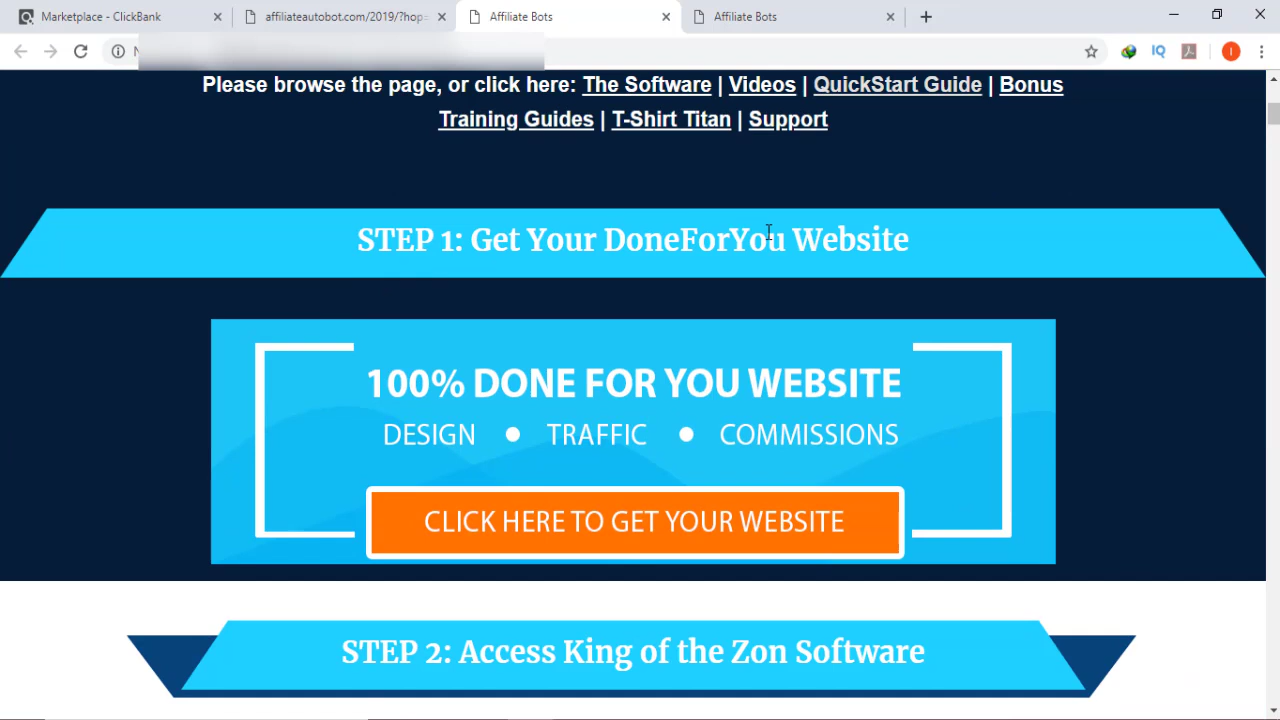 Marketplace - ClickBank
affiliateautobot.com/2019/?hop=
Affiliate Bots
Affiliate Bots
Please browse the page, or click here: The Software | Videos | QuickStart Guide | Bonus
Training Guides | T-Shirt Titan | Support
STEP 1: Get Your DoneForYou Website
100% DONE FOR YOU WEBSITE
DESIGN ● TRAFFIC ● COMMISSIONS
CLICK HERE TO GET YOUR WEBSITE
STEP 2: Access King of the Zon Software